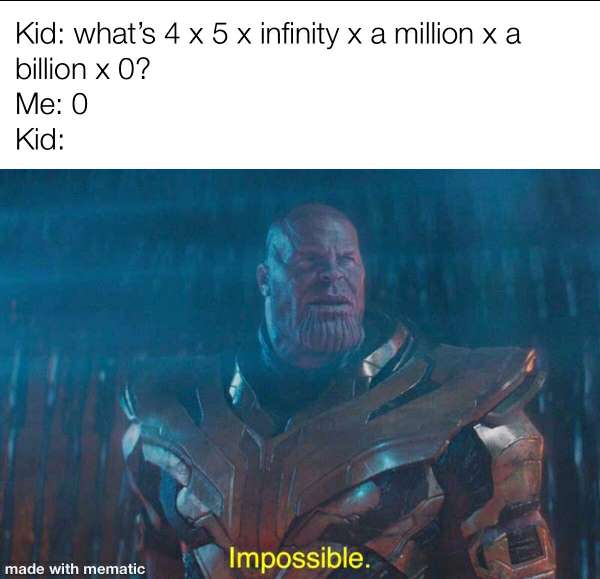 Kid: what’s 4 x 5 x infinity x a million x a
billion x 0?
Me: 0
Kid:
Impossible.
made with mematic